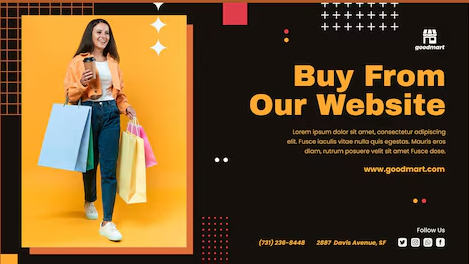 goodmart
Buy From
Our Website
Lorem ipsum dolor sit amet, consectetur adipiscing
elit. Fusce iaculis vitae nulla quis egestas. Mauris eros
diam, rutrum posuere velit sit amet Fusce dose.
www.goodmart.com
Follow Us
(731) 236-8448 2887 Davis Avenue, SF